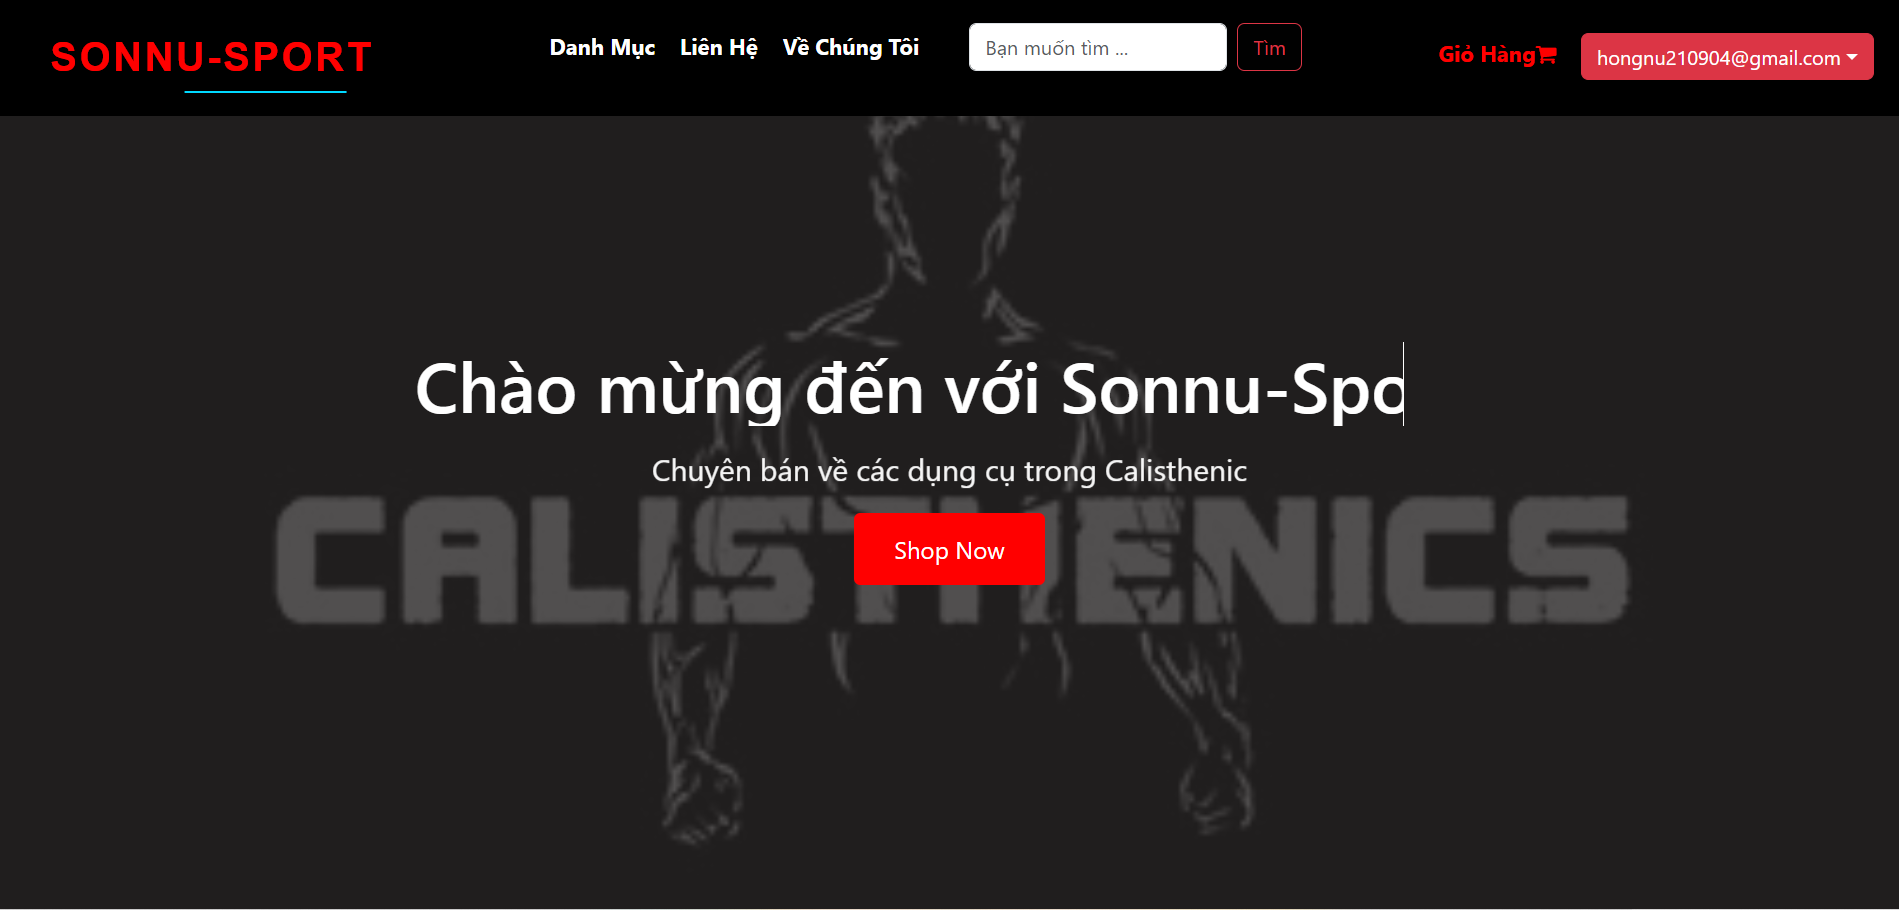 SONNU-SPORT
Danh Mục Liên Hệ Về Chúng Tôi
Bạn muốn tìm ...
Tìm
Giỏ Hàng
hongnu210904@gmail.com
Chào mừng đến với Sonnu-Spo
Chuyên bán về các dụng cụ trong Calisthenic
Shop Now
CALISTHENICS